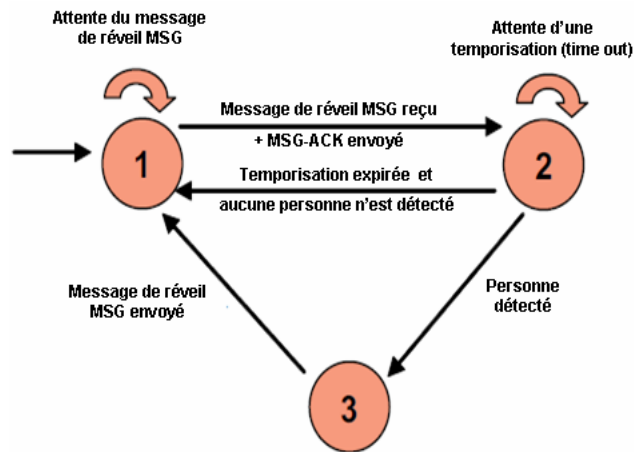 Attente du message
de réveil MSG
Attente d'une
temporisation (time out)
Message de réveil MSG reçu
+ MSG-ACK envoyé
1
2
Temporisation expirée et
aucune personne n'est détecté
Message de réveil
MSG envoyé
Personne
détecté
3